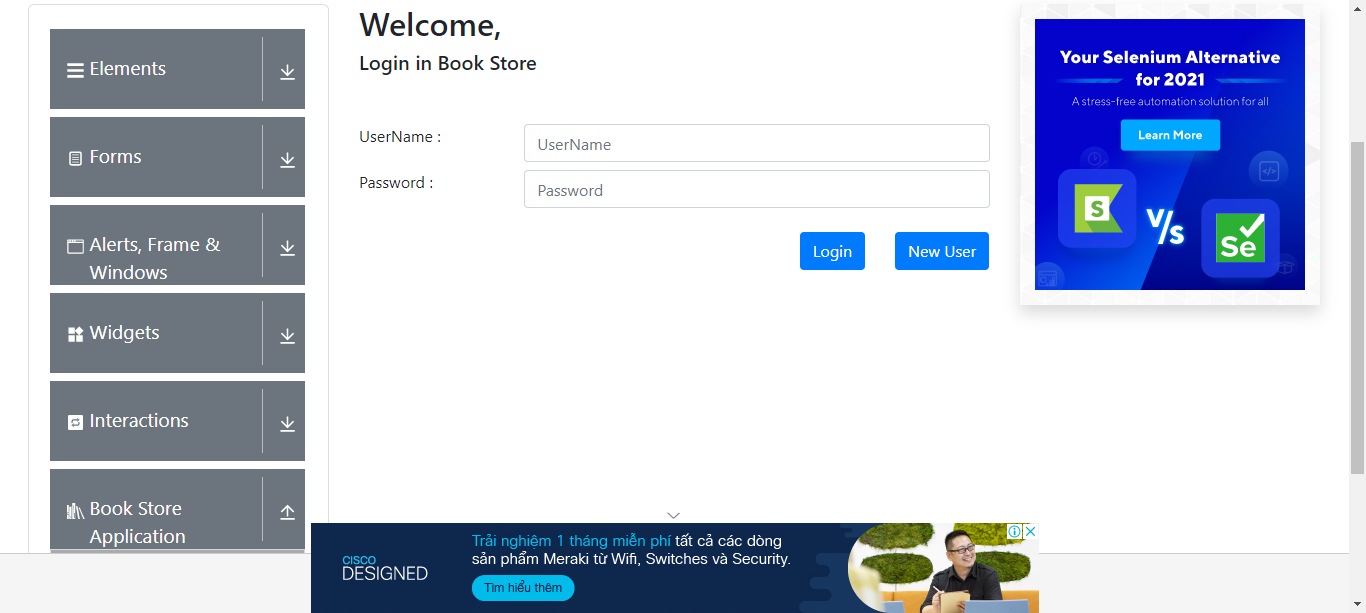 Elements
Forms
Alerts, Frame &
Windows
Widgets
Interactions
Book Store
Application
Welcome,
Login in Book Store
UserName :
UserName
Password :
Password
Login
New User
Your Selenium Alternative
for 2021
A stress-free automation solution for all
Learn More
S
V/s
Se
CISCO
DESIGNED
Trải nghiệm 1 tháng miễn phí tất cả các dòng
sản phẩm Meraki từ Wifi, Switches và Security.
Tìm hiểu thêm